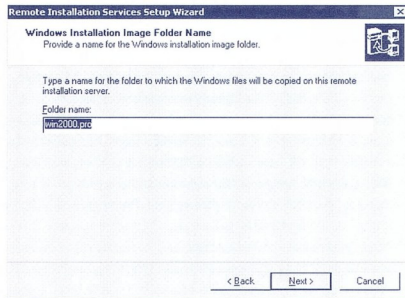 Remote Installation Services Setup Wizard
Windows Installation Image Folder Name
Provide a name for the Windows installation image folder.
Type a name for the folder to which the Windows files will be copied on this remote
installation server.
Folder name:
win2000.pro
< Back
Next >
Cancel